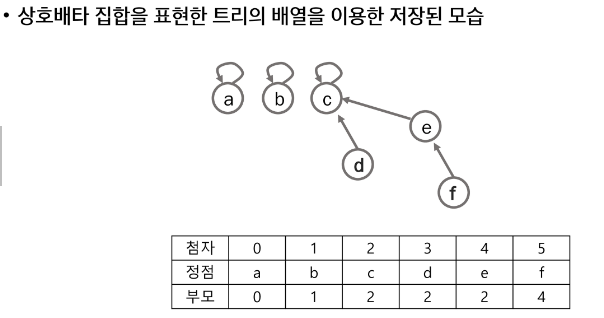 • 상호배타 집합을 표현한 트리의 배열을 이용한 저장된 모습
a b c
e
d
f
첨자 0 1 2 3 4 5
정점 a b c d e f
부모 0 1 2 2 2 4